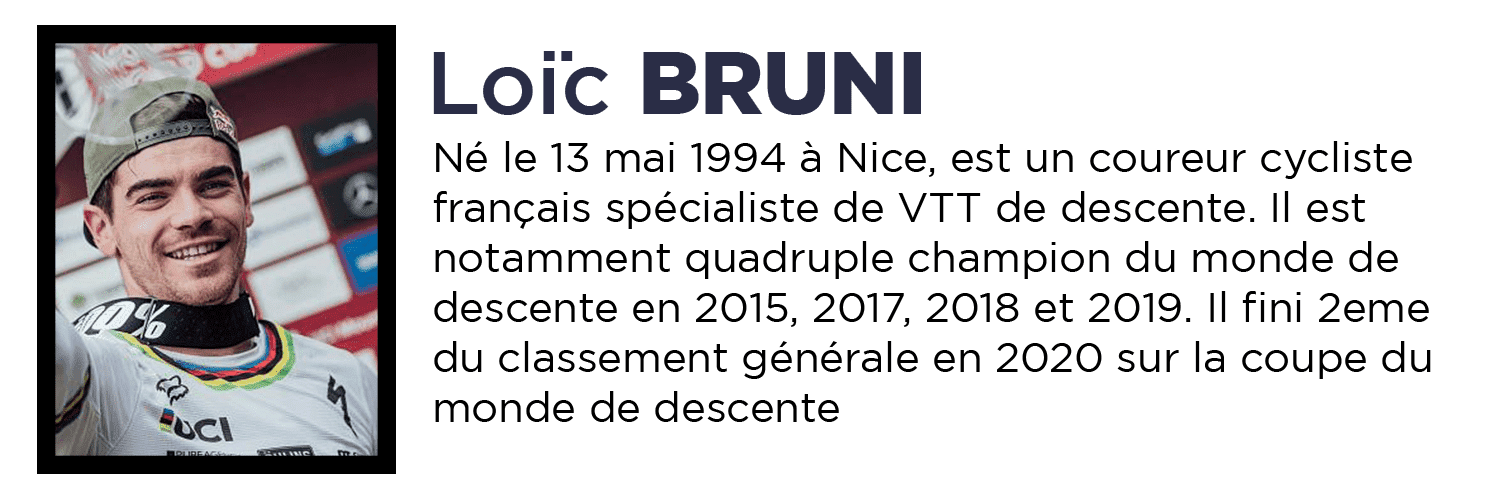 Loïc BRUNI
Né le 13 mai 1994 à Nice, est un coureur cycliste
français spécialiste de VTT de descente. Il est
notamment quadruple champion du monde de
descente en 2015, 2017, 2018 et 2019. Il fini 2eme
du classement générale en 2020 sur la coupe du
monde de descente
100%
UCI